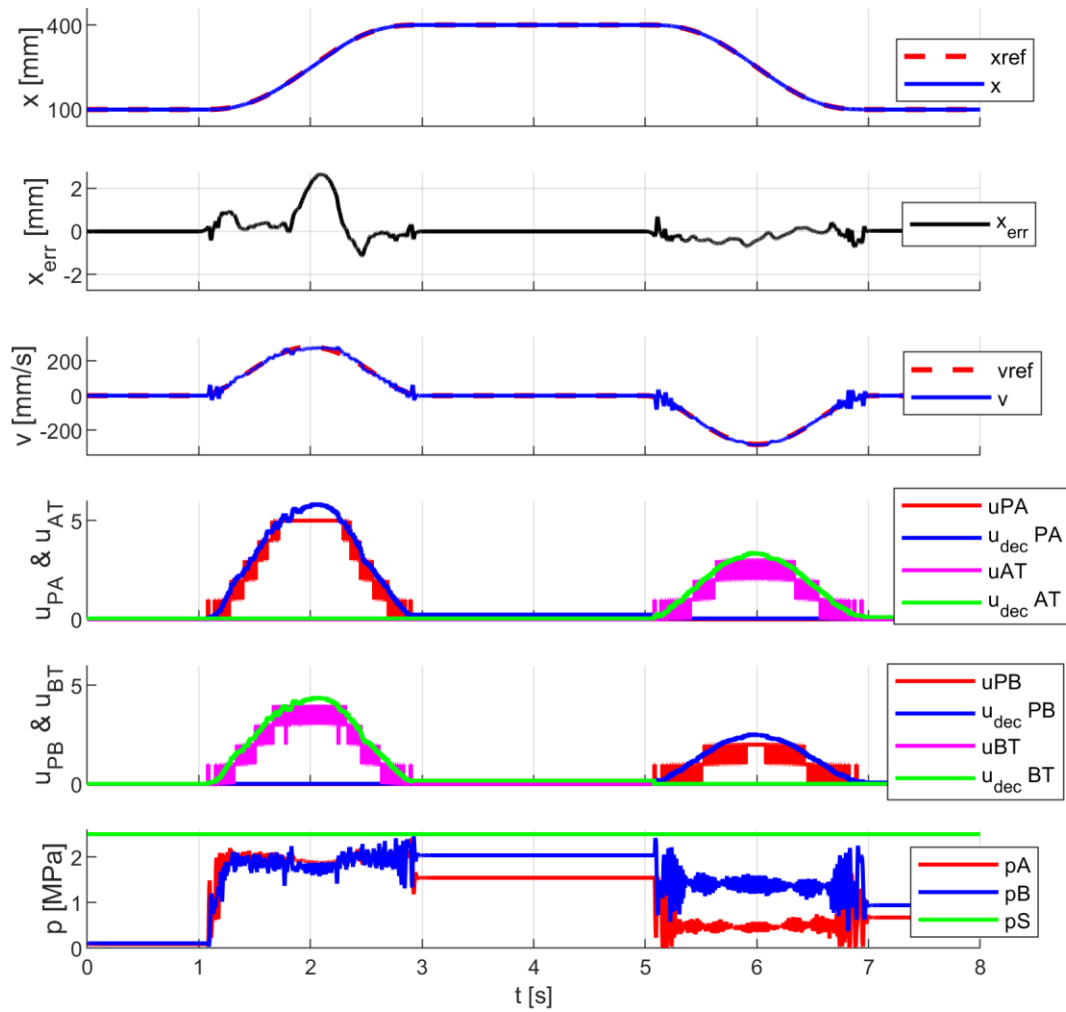 x [mm]
400
100
xref
x
x_err [mm]
2
0
-2
x_err
v [mm/s]
200
0
-200
vref
v
u_PA & u_AT
5
0
uPA
u_dec PA
uAT
u_dec AT
u_PB & u_BT
5
0
uPB
u_dec PB
uBT
u_dec BT
p [MPa]
2
1
0
pA
pB
pS
0 1 2 3 4 5 6 7 8
t [s]